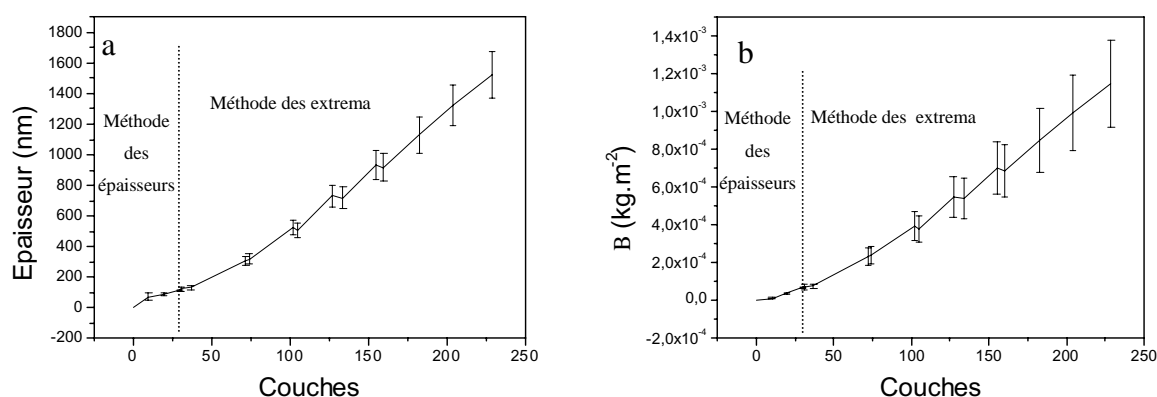 a
1800
1600
1400
1200
1000
800
600
400
200
0
-200
Epaisseur (nm)
Méthode
des
épaisseurs
Méthode des extrema
0 50 100 150 200 250
Couches
b
1,4x10-3
1,2x10-3
1,0x10-3
8,0x10-4
6,0x10-4
4,0x10-4
2,0x10-4
0,0
-2,0x10-4
B (kg.m-2)
Méthode
des
épaisseurs
Méthode des extrema
0 50 100 150 200 250
Couches